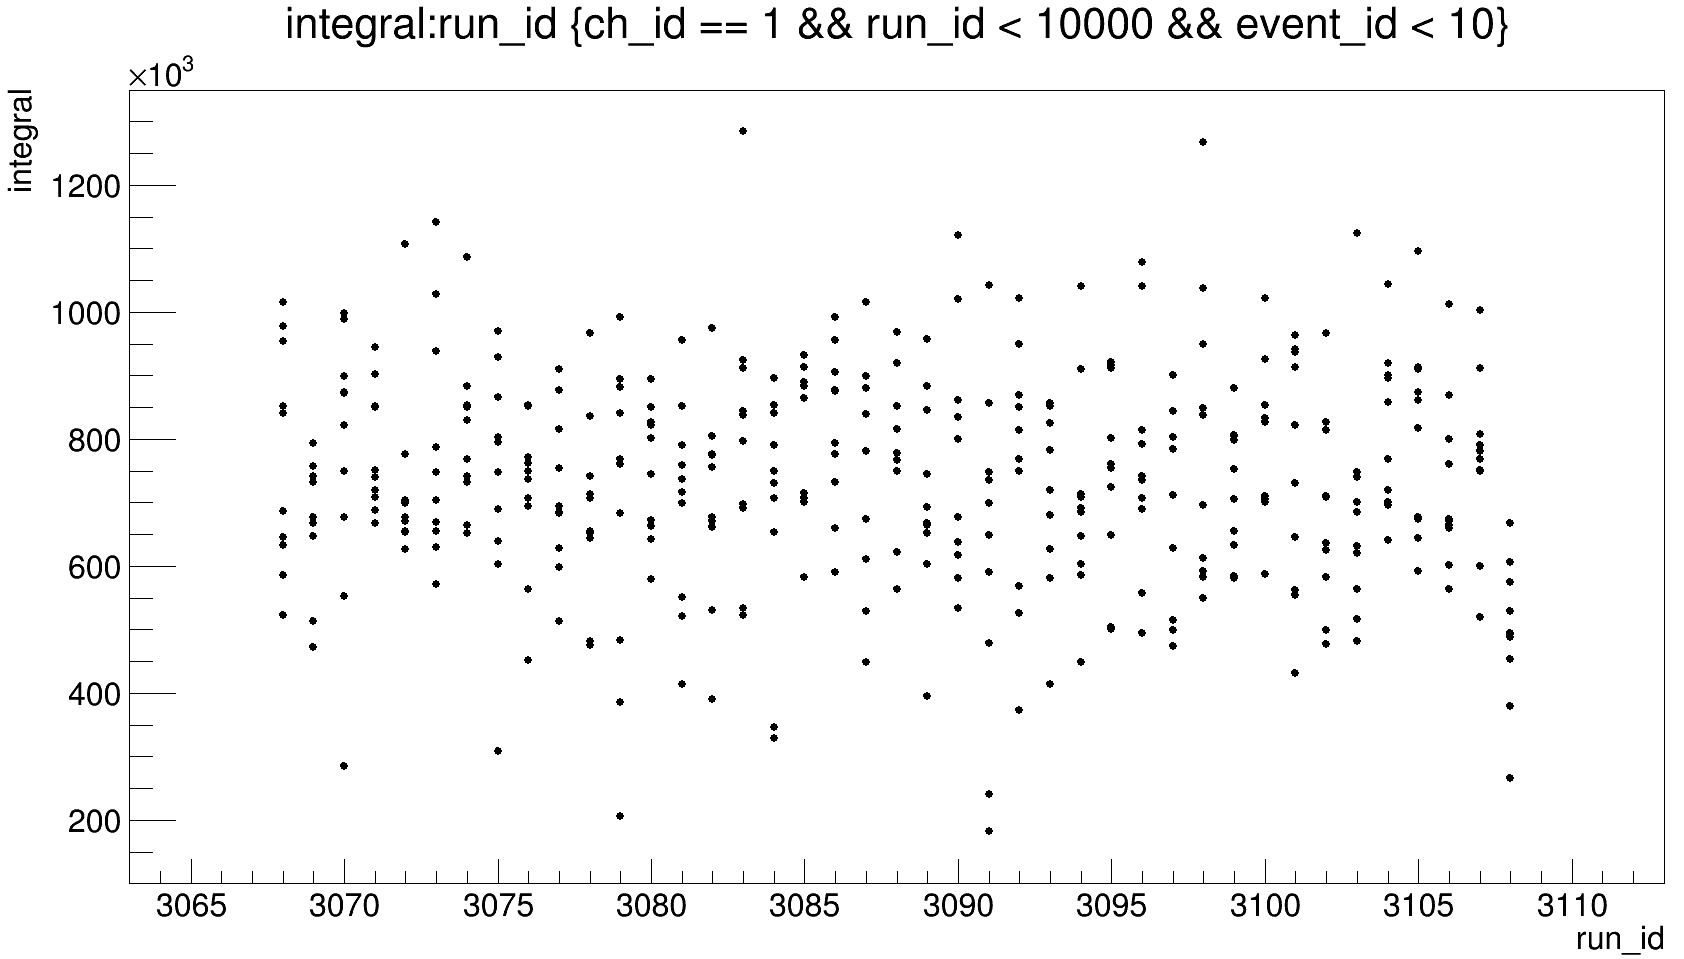 integral:run_id {ch_id == 1 && run_id < 10000 && event_id < 10}
×10³
integral
1200
1000
800
600
400
200
3065 3070 3075 3080 3085 3090 3095 3100 3105 3110
run_id